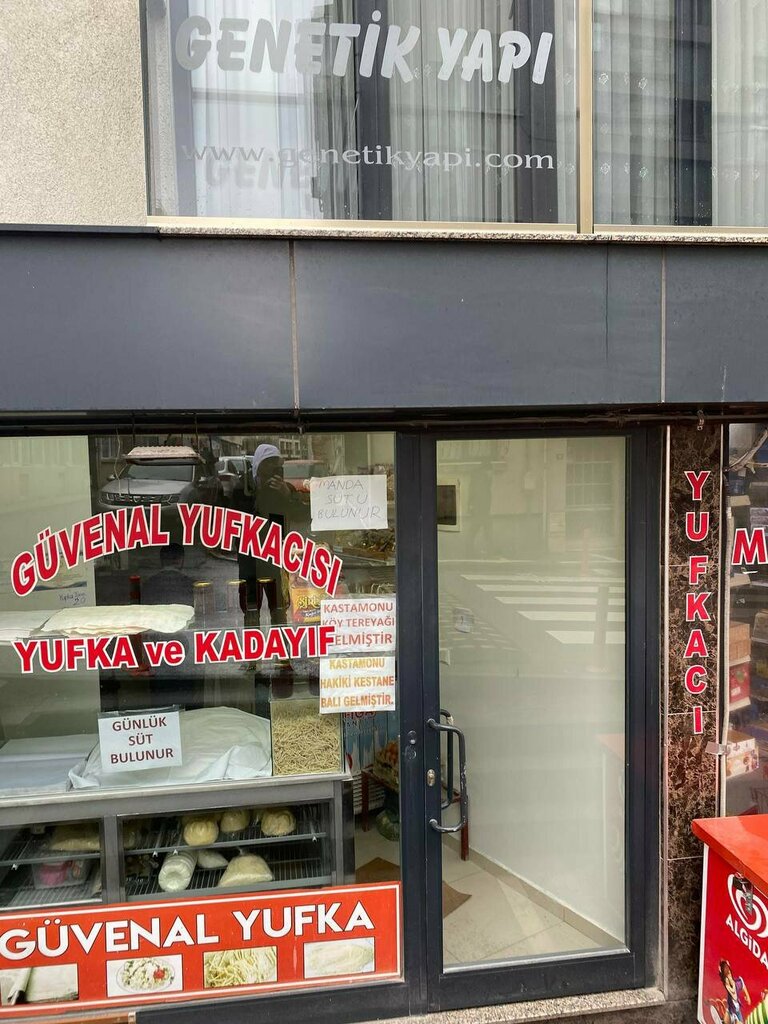 GENETİK YAPI
www.genetikyapi.com
MANDA
SÜTÜ
BULUNUR
GÜVENAL YUFKACISI
YUFKA ve KADAYIF
KASTAMONU
KÖY TEREYAĞI
GELMİŞTİR
KASTAMONU
HAKİKİ KESTANE
BALI GELMİŞTİR.
GÜNLÜK
SÜT
BULUNUR
GÜVENAL YUFKA
YUFKACI
M
ALGIDA